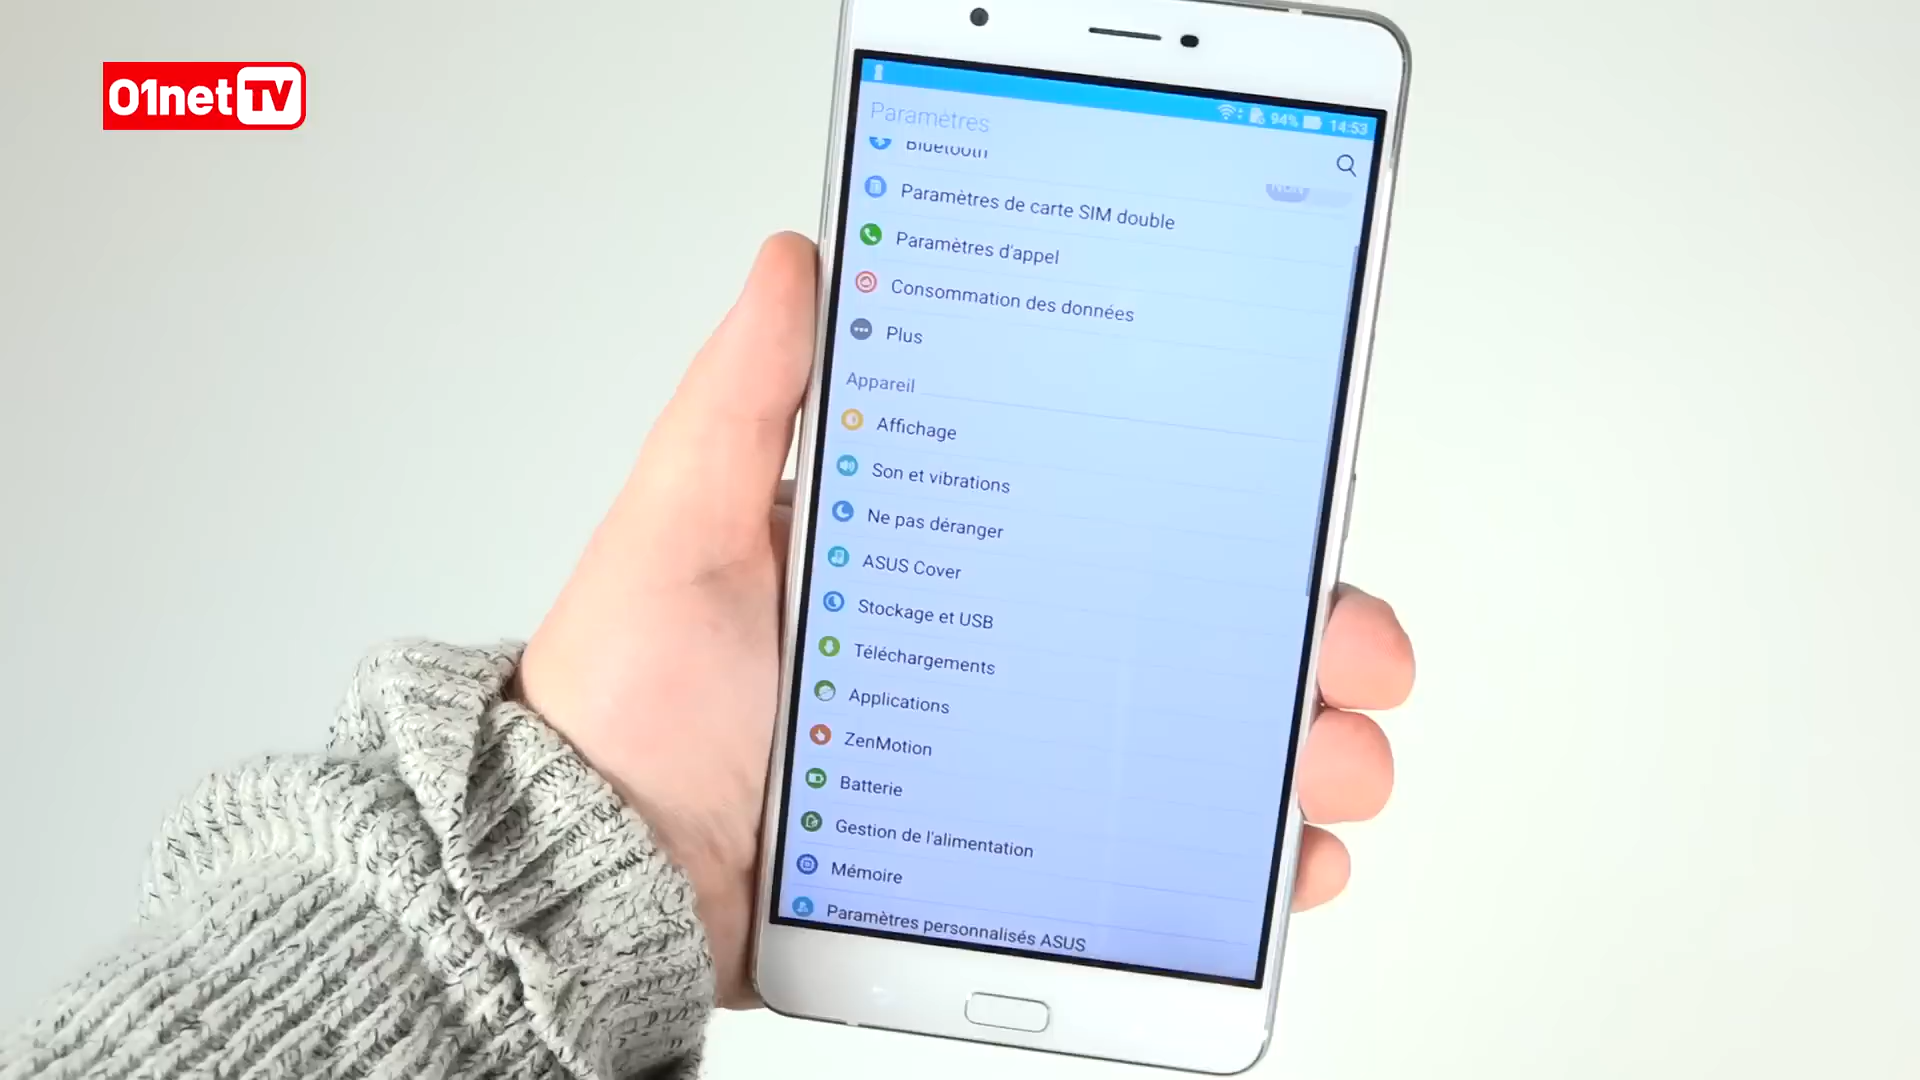 01net TV
94% 14:53
Paramètres
Bluetooth
NON
Paramètres de carte SIM double
Paramètres d'appel
Consommation des données
Plus
Appareil
Affichage
Son et vibrations
Ne pas déranger
ASUS Cover
Stockage et USB
Téléchargements
Applications
ZenMotion
Batterie
Gestion de l'alimentation
Mémoire
Paramètres personnalisés ASUS